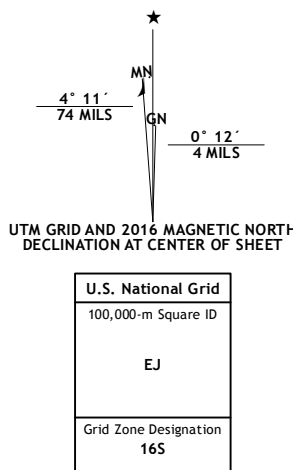 ★
MN
GN
4° 11´
74 MILS
0° 12´
4 MILS
UTM GRID AND 2016 MAGNETIC NORTH
DECLINATION AT CENTER OF SHEET
U.S. National Grid
100,000-m Square ID
EJ
Grid Zone Designation
16S